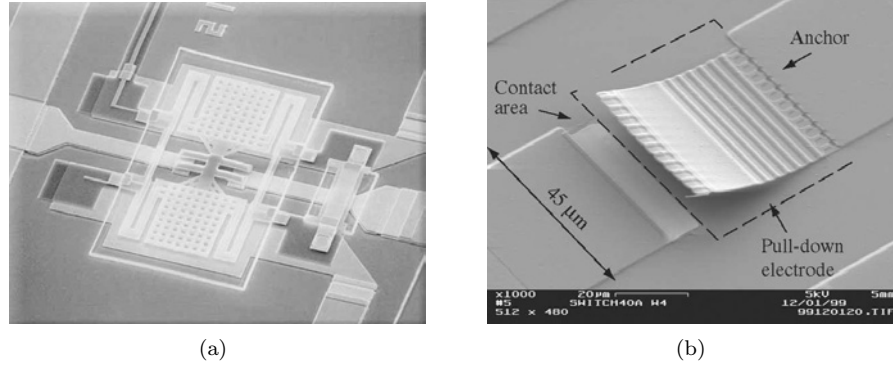 Contact
area
Anchor
45 µm
Pull-down
electrode
x1000 20µm 5kV 5mm
#5 SWITCM40A W4 12/01/99
512 x 480 99120120.TIF
(a)
(b)